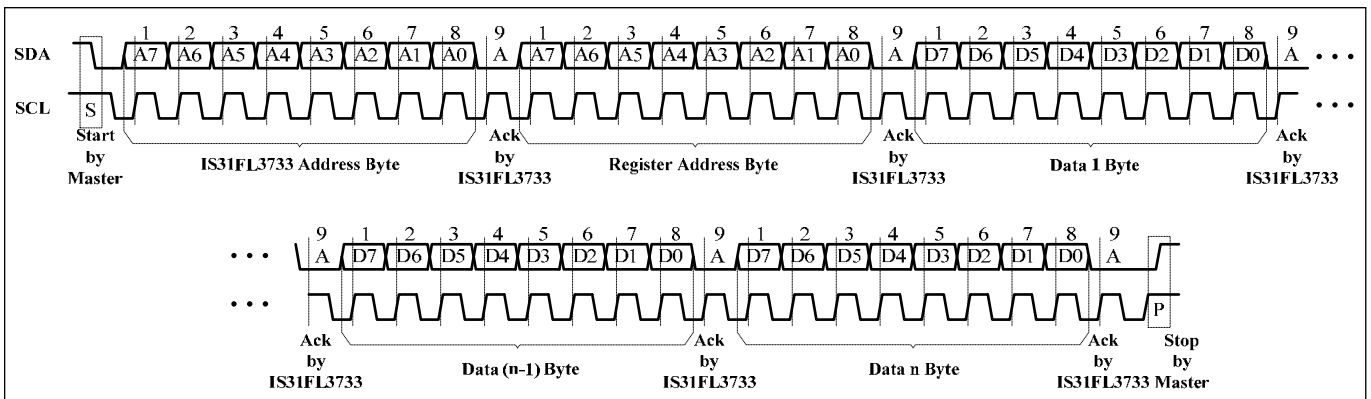 1 2 3 4 5 6 7 8 9 1 2 3 4 5 6 7 8 9 1 2 3 4 5 6 7 8 9
SDA A7 A6 A5 A4 A3 A2 A1 A0 A A7 A6 A5 A4 A3 A2 A1 A0 A D7 D6 D5 D4 D3 D2 D1 D0 A • • •
SCL S • • •
Start by Master
IS31FL3733 Address Byte
Ack by IS31FL3733
Register Address Byte
Ack by IS31FL3733
Data 1 Byte
Ack by IS31FL3733
9 1 2 3 4 5 6 7 8 9 1 2 3 4 5 6 7 8 9
• • • A D7 D6 D5 D4 D3 D2 D1 D0 A D7 D6 D5 D4 D3 D2 D1 D0 A
• • • P
Ack by IS31FL3733
Data (n-1) Byte
Ack by IS31FL3733
Data n Byte
Ack by IS31FL3733
Stop by Master